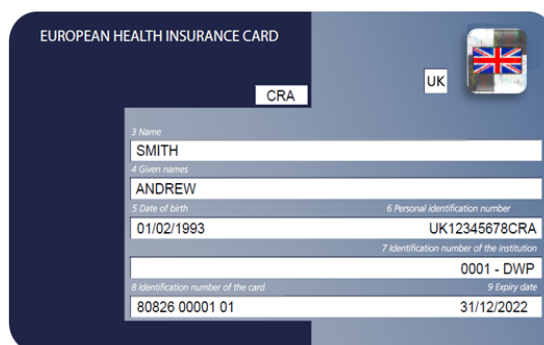 EUROPEAN HEALTH INSURANCE CARD
UK
CRA
3 Name
SMITH
4 Given names
ANDREW
5 Date of birth 6 Personal identification number
01/02/1993 UK12345678CRA
7 Identification number of the institution
0001 - DWP
8 Identification number of the card 9 Expiry date
80826 00001 01 31/12/2022